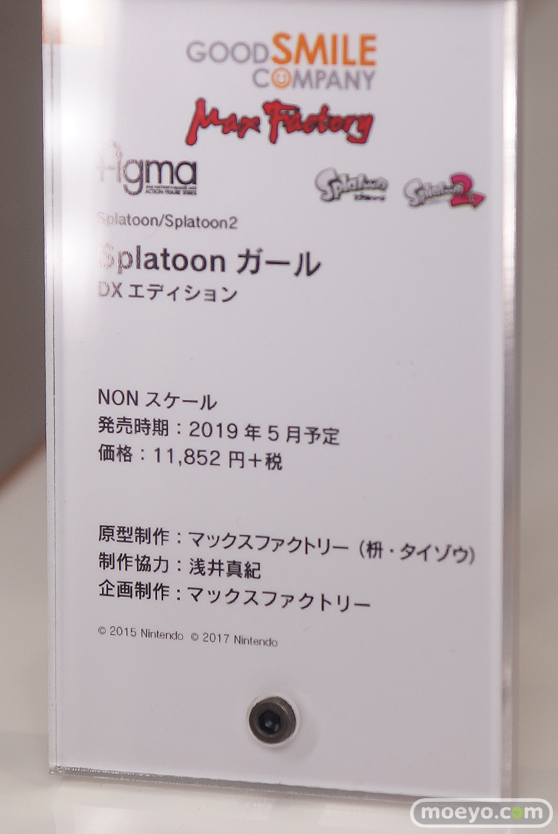 GOOD SMILE
COMPANY
Max Factory
figma
Splatoon
Splatoon2
Splatoon/Splatoon2
Splatoon ガール
DX エディション
NON スケール
発売時期：2019 年 5 月予定
価格：11,852 円＋税
原型制作：マックスファクトリー（枡・タイゾウ）
制作協力：浅井真紀
企画制作：マックスファクトリー
© 2015 Nintendo © 2017 Nintendo
moeyo.com